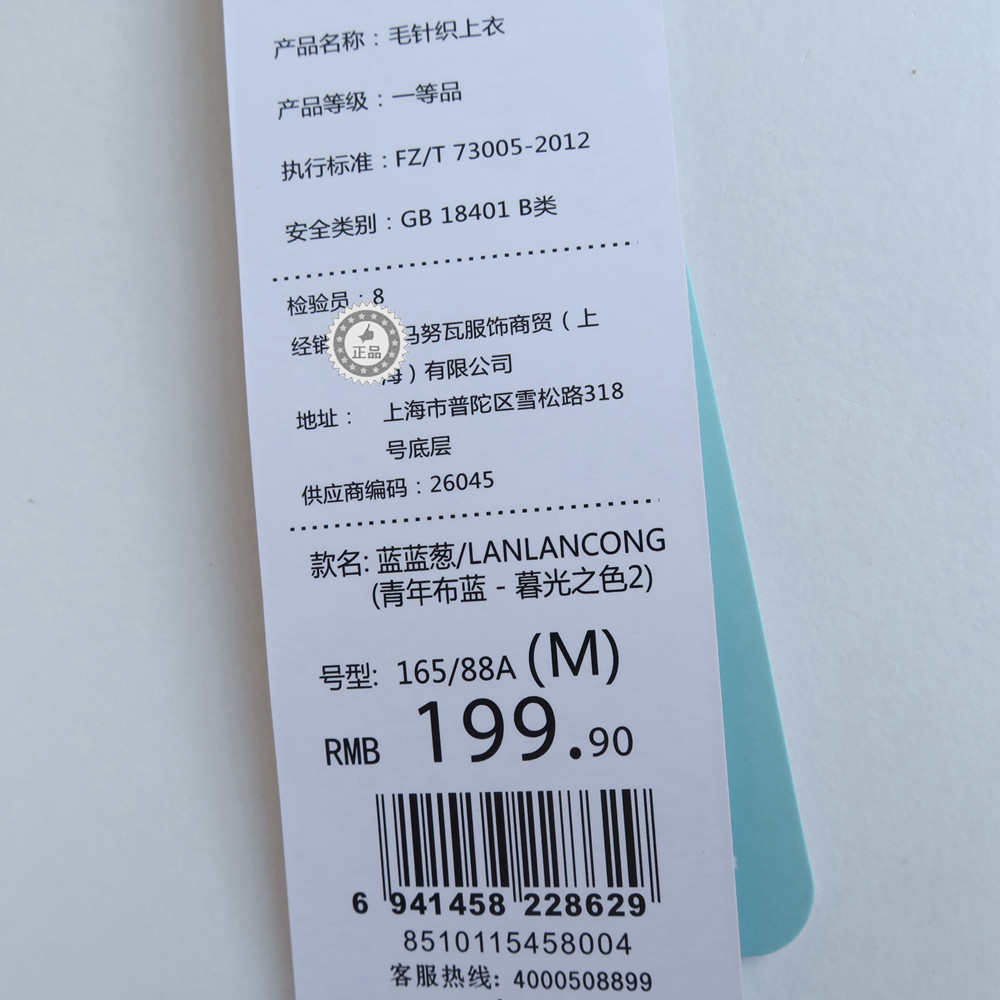 产品名称：毛针织上衣
产品等级：一等品
执行标准：FZ/T 73005-2012
安全类别：GB 18401 B类
检验员：8
经销
正品
马努瓦服饰商贸（上
海）有限公司
地址： 上海市普陀区雪松路318
号底层
供应商编码：26045
款名: 蓝蓝葱/LANLANCONG
(青年布蓝 - 暮光之色2)
号型: 165/88A (M)
RMB 199.90
6 941458 228629
8510115458004
客服热线: 4000508899